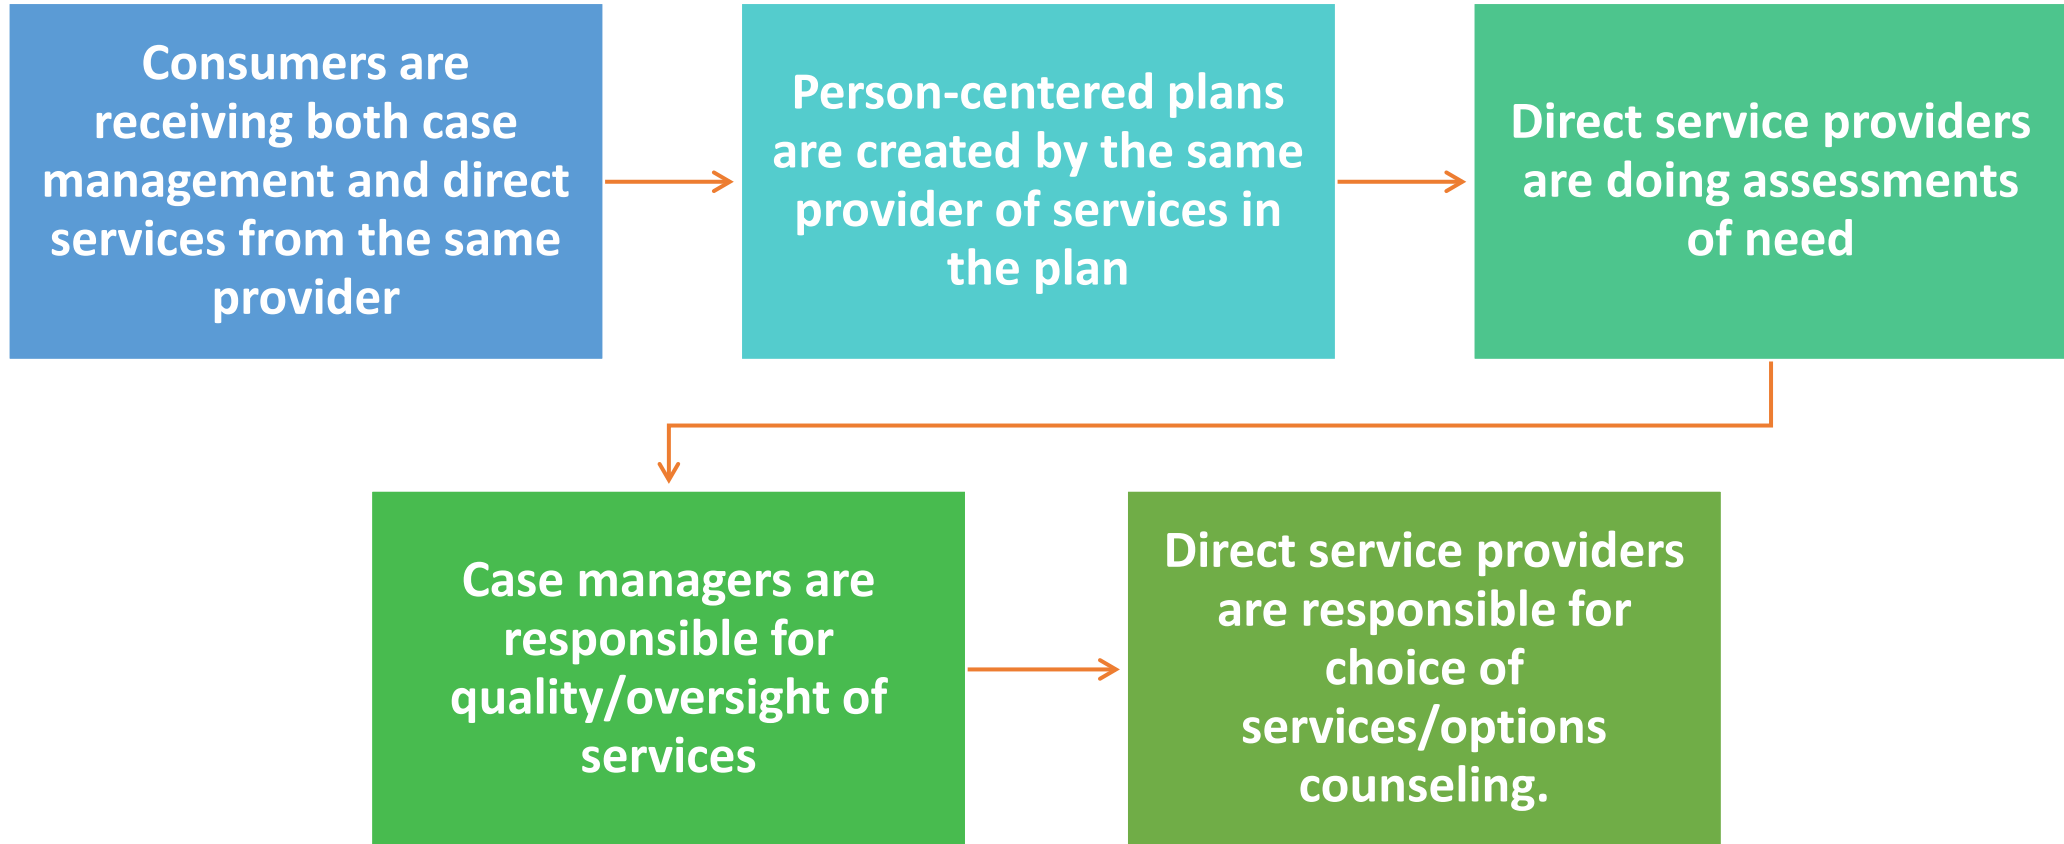 Consumers are
receiving both case
management and direct
services from the same
provider
Person-centered plans
are created by the same
provider of services in
the plan
Direct service providers
are doing assessments
of need
Case managers are
responsible for
quality/oversight of
services
Direct service providers
are responsible for
choice of
services/options
counseling.